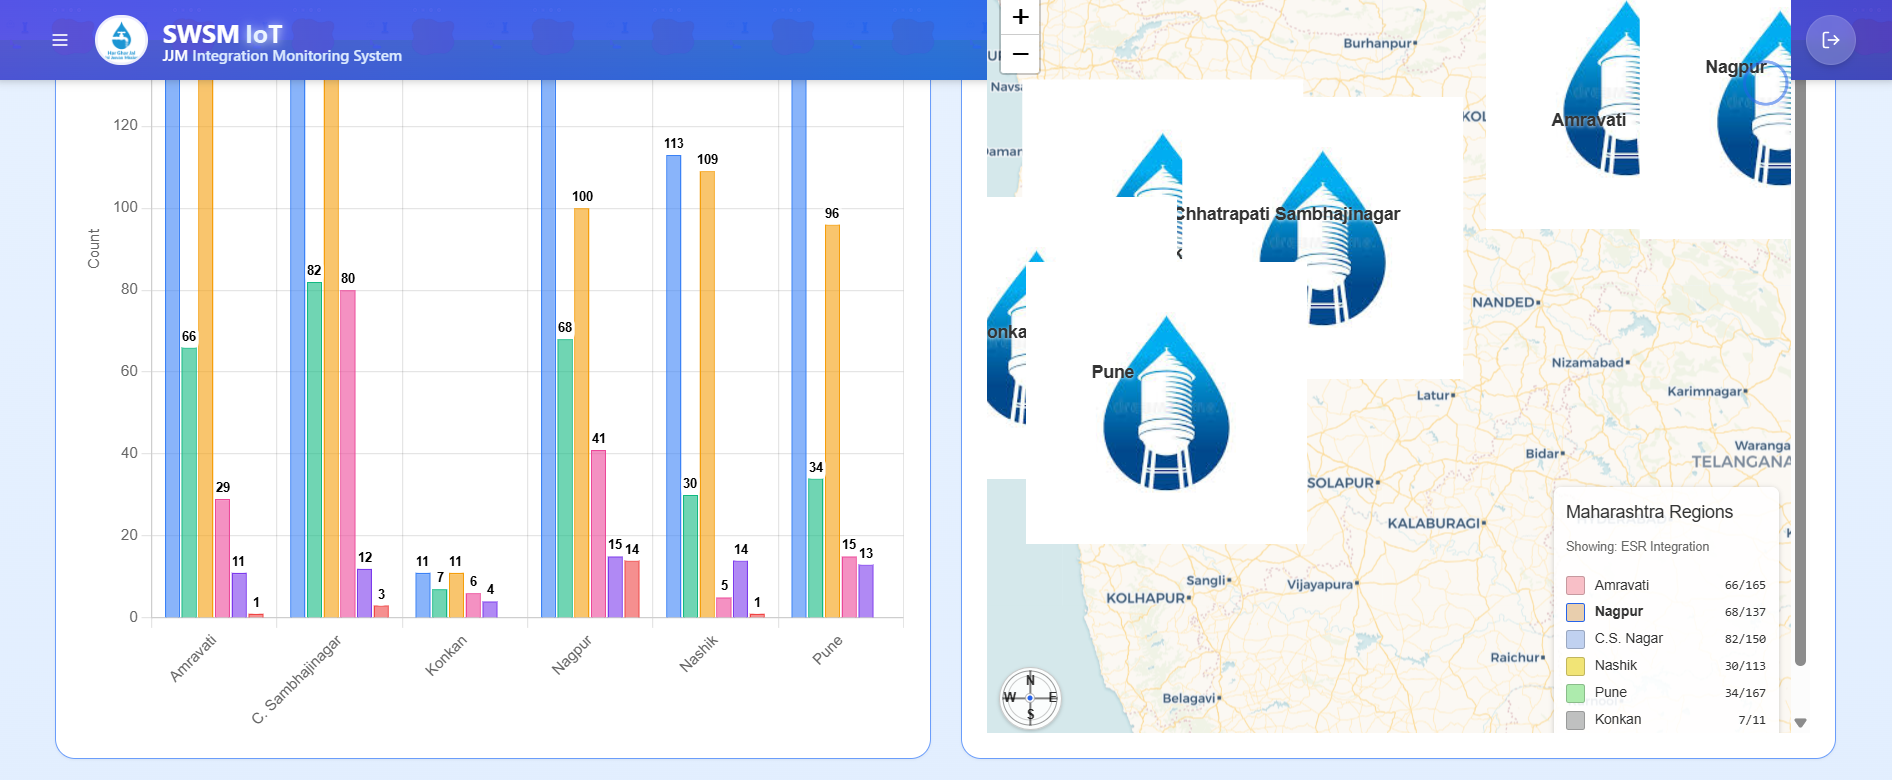 SWSM IoT
JJM Integration Monitoring System
Count
120
100
80
60
40
20
0
66
29
11
1
82
80
12
3
11
7
11
6
4
68
100
41
15
14
113
30
109
5
14
1
34
96
15
13
Amravati
C. Sambhajinagar
Konkan
Nagpur
Nashik
Pune
+
−
Burhanpur
Nagpur
Amravati
Chhatrapati Sambhajinagar
Pune
NANDED
Nizamabad
Karimnagar
Latur
Bidar
Waranga
TELANGANA
SOLAPUR
KALABURAGI
Sangli
Vijayapura
KOLHAPUR
Raichur
Belagavi
N
W E
S
Maharashtra Regions
Showing: ESR Integration
Amravati 66/165
Nagpur 68/137
C.S. Nagar 82/150
Nashik 30/113
Pune 34/167
Konkan 7/11